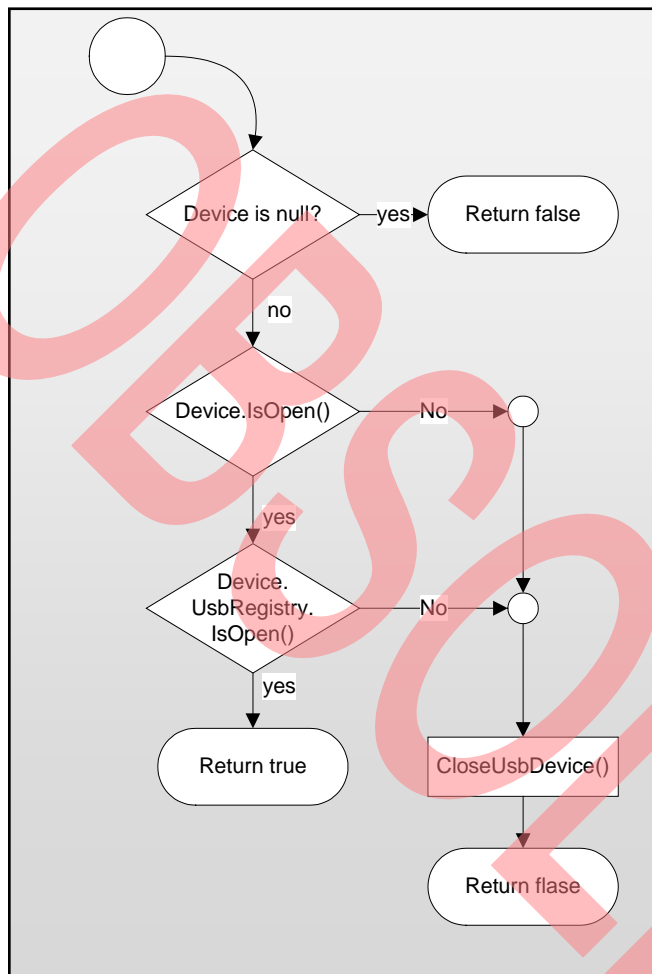 Device is null?
yes
Return false
no
Device.IsOpen()
No
yes
Device.
UsbRegistry.
IsOpen()
No
yes
Return true
CloseUsbDevice()
Return flase
OBSOL